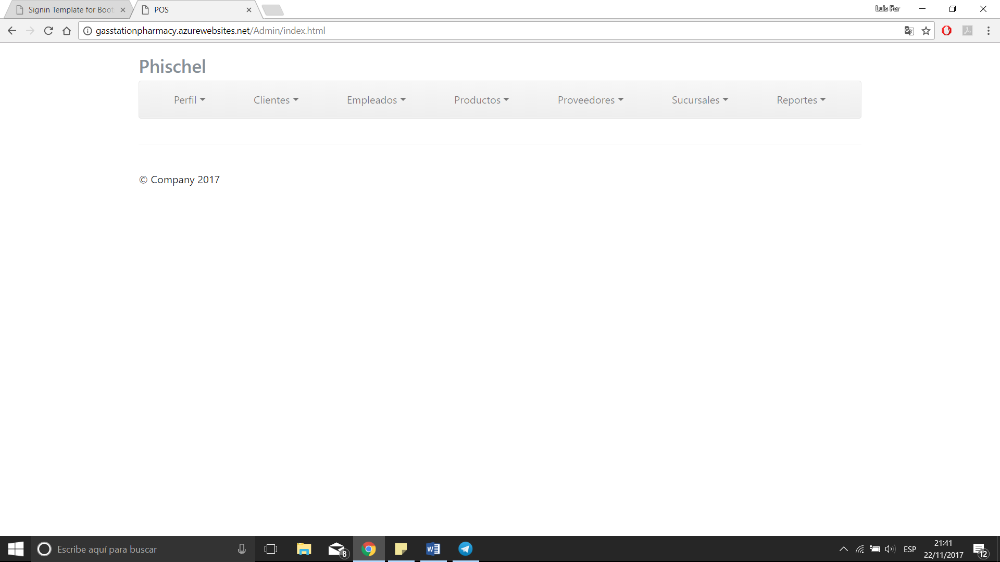 Signin Template for Boot
POS
Luis Fer
gasstationpharmacy.azurewebsites.net/Admin/index.html
Phischel
Perfil Clientes Empleados Productos Proveedores Sucursales Reportes
© Company 2017
Escribe aquí para buscar
8
ESP
21:41
22/11/2017
12